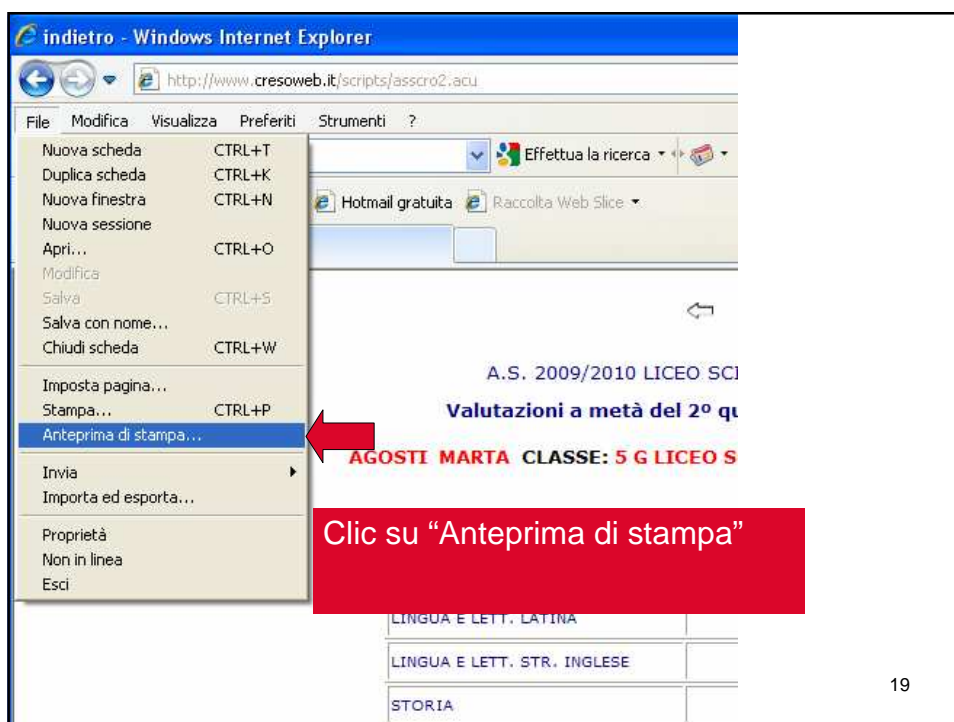 indietro - Windows Internet Explorer
http://www.cresoweb.it/scripts/asscro2.acu
File Modifica Visualizza Preferiti Strumenti ?
Effettua la ricerca
Hotmail gratuita Raccolta Web Slice
Nuova scheda CTRL+T
Duplica scheda CTRL+K
Nuova finestra CTRL+N
Nuova sessione
Apri... CTRL+O
Modifica
Salva CTRL+S
Salva con nome...
Chiudi scheda CTRL+W
Imposta pagina...
Stampa... CTRL+P
Anteprima di stampa...
Invia
Importa ed esporta...
Proprietà
Non in linea
Esci
A.S. 2009/2010 LICEO SCI
Valutazioni a metà del 2º qu
AGOSTI MARTA CLASSE: 5 G LICEO S
Clic su “Anteprima di stampa”
LINGUA E LETT. LATINA
LINGUA E LETT. STR. INGLESE
STORIA
19